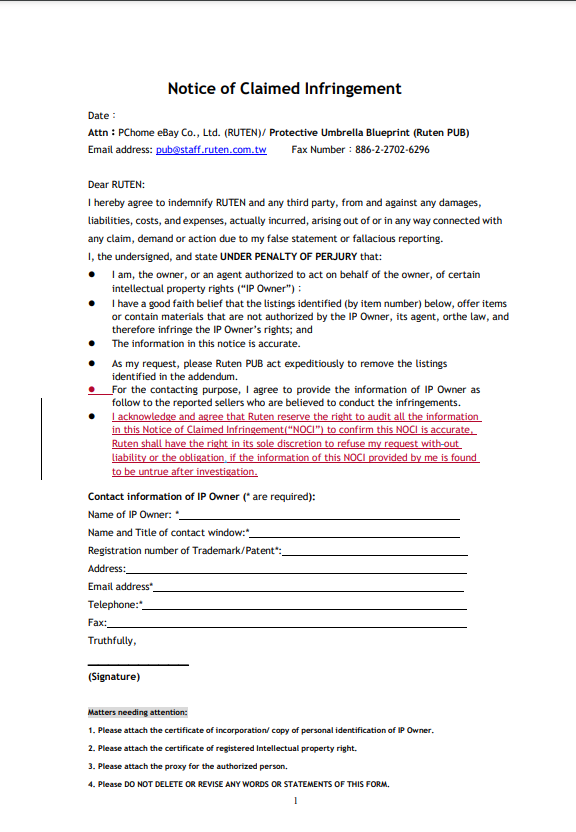 Notice of Claimed Infringement
Date：
Attn：PChome eBay Co., Ltd. (RUTEN)/ Protective Umbrella Blueprint (Ruten PUB)
Email address: pub@staff.ruten.com.tw Fax Number：886-2-2702-6296
Dear RUTEN:
I hereby agree to indemnify RUTEN and any third party, from and against any damages,
liabilities, costs, and expenses, actually incurred, arising out of or in any way connected with
any claim, demand or action due to my false statement or fallacious reporting.
I, the undersigned, and state UNDER PENALTY OF PERJURY that:
● I am, the owner, or an agent authorized to act on behalf of the owner, of certain
intellectual property rights ("IP Owner")；
● I have a good faith belief that the listings identified (by item number) below, offer items
or contain materials that are not authorized by the IP Owner, its agent, orthe law, and
therefore infringe the IP Owner's rights; and
● The information in this notice is accurate.
● As my request, please Ruten PUB act expeditiously to remove the listings
identified in the addendum.
● For the contacting purpose, I agree to provide the information of IP Owner as
follow to the reported sellers who are believed to conduct the infringements.
● I acknowledge and agree that Ruten reserve the right to audit all the information
in this Notice of Claimed Infringement("NOCI") to confirm this NOCI is accurate.
Ruten shall have the right in its sole discretion to refuse my request with-out
liability or the obligation, if the information of this NOCI provided by me is found
to be untrue after investigation.
Contact information of IP Owner (* are required):
Name of IP Owner: *
Name and Title of contact window:*
Registration number of Trademark/Patent*:
Address:
Email address*
Telephone:*
Fax:
Truthfully,
(Signature)
Matters needing attention:
1. Please attach the certificate of incorporation/ copy of personal identification of IP Owner.
2. Please attach the certificate of registered Intellectual property right.
3. Please attach the proxy for the authorized person.
4. Please DO NOT DELETE OR REVISE ANY WORDS OR STATEMENTS OF THIS FORM.
1